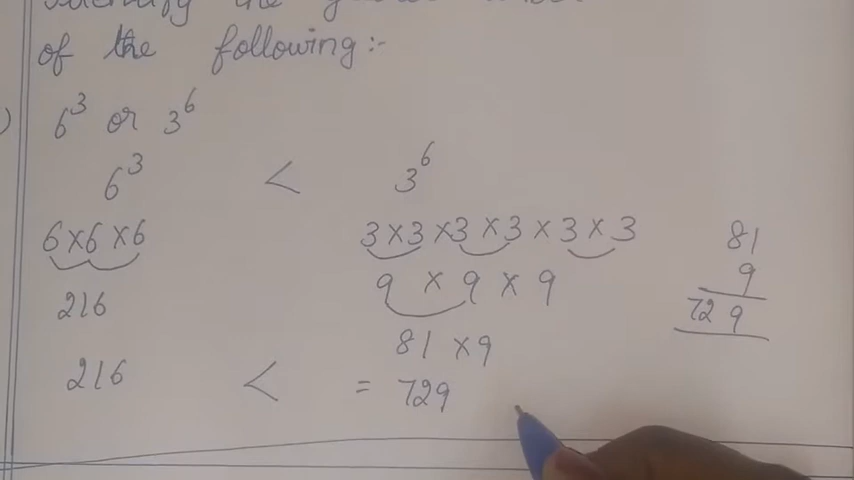 the
of the following:-
) 6³ or 3⁶
6³ < 3⁶
6×6×6 3×3×3×3×3×3 81
216 9×9×9 9
729
81×9
216 < = 729